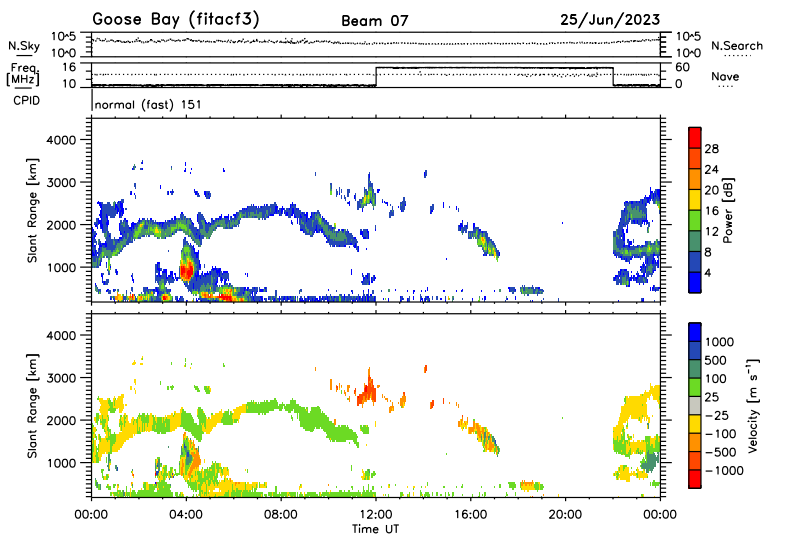 Goose Bay (fitacf3) Beam 07 25/Jun/2023
N.Sky 10^5 10^0 10^5 10^0 N.Search
Freq. [MHz] 16 10 60 0 Nave
CPID normal (fast) 151
Slant Range [km]
4000
3000
2000
1000
Power [dB]
28
24
20
16
12
8
4
Slant Range [km]
4000
3000
2000
1000
Velocity [m s⁻¹]
1000
500
100
25
−25
−100
−500
−1000
00:00 04:00 08:00 12:00 16:00 20:00 00:00
Time UT